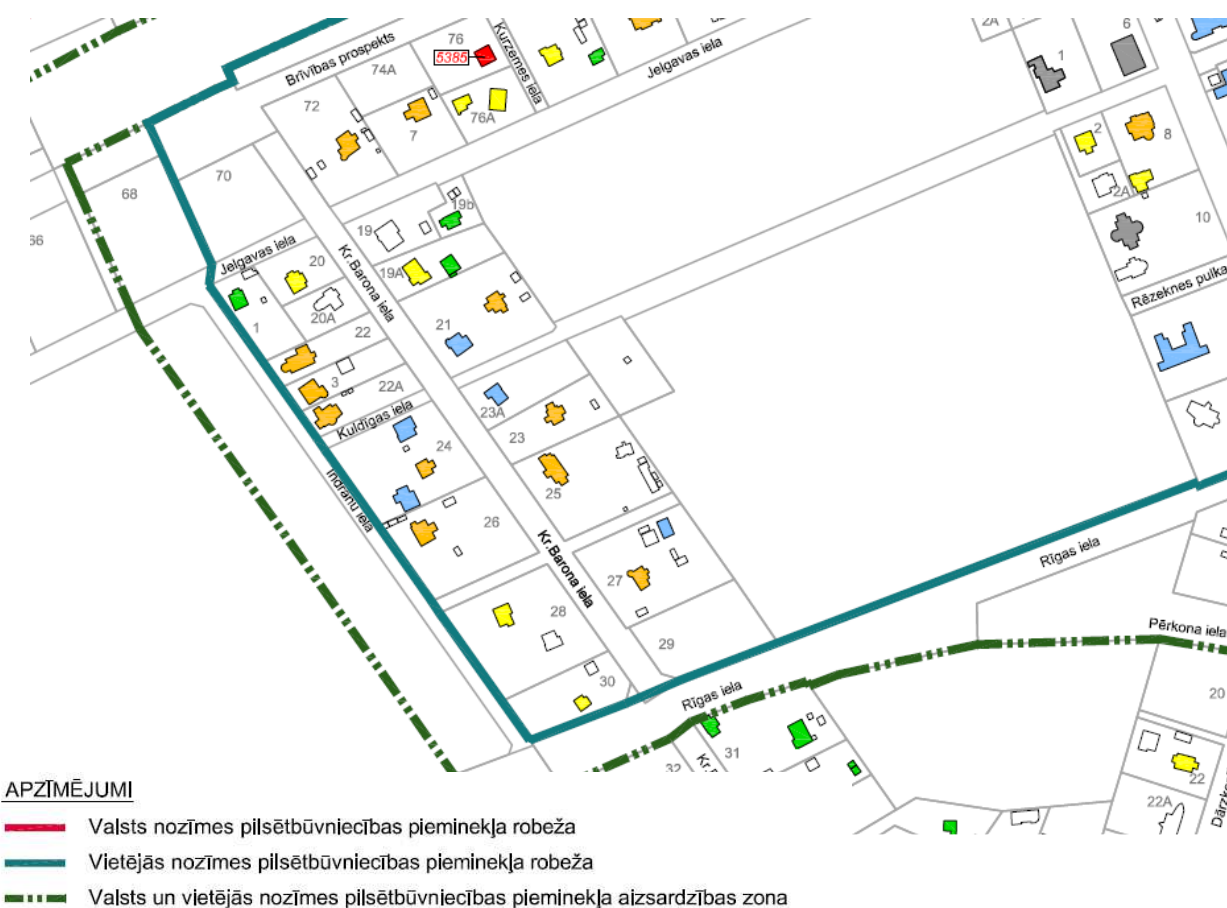 2A
6
76
Kurzemes iela
Brīvības prospekts
5385
74A
Jelgavas iela
1
72
7
76A
2
8
68
70
2A
19b
66
19
10
Jelgavas iela
20
Kr.Barona iela
19A
Rēzeknes pulka
20A
1
22
21
3
22A
23A
Kuldīgas iela
23
24
Indrānu iela
25
26
Kr.Barona iela
Rīgas iela
27
28
Pērkona iela
29
30
Rīgas iela
20
31
32
Kr.B
22
22A
Dārzko
APZĪMĒJUMI
Valsts nozīmes pilsētbūvniecības pieminekļa robeža
Vietējās nozīmes pilsētbūvniecības pieminekļa robeža
Valsts un vietējās nozīmes pilsētbūvniecības pieminekļa aizsardzības zona